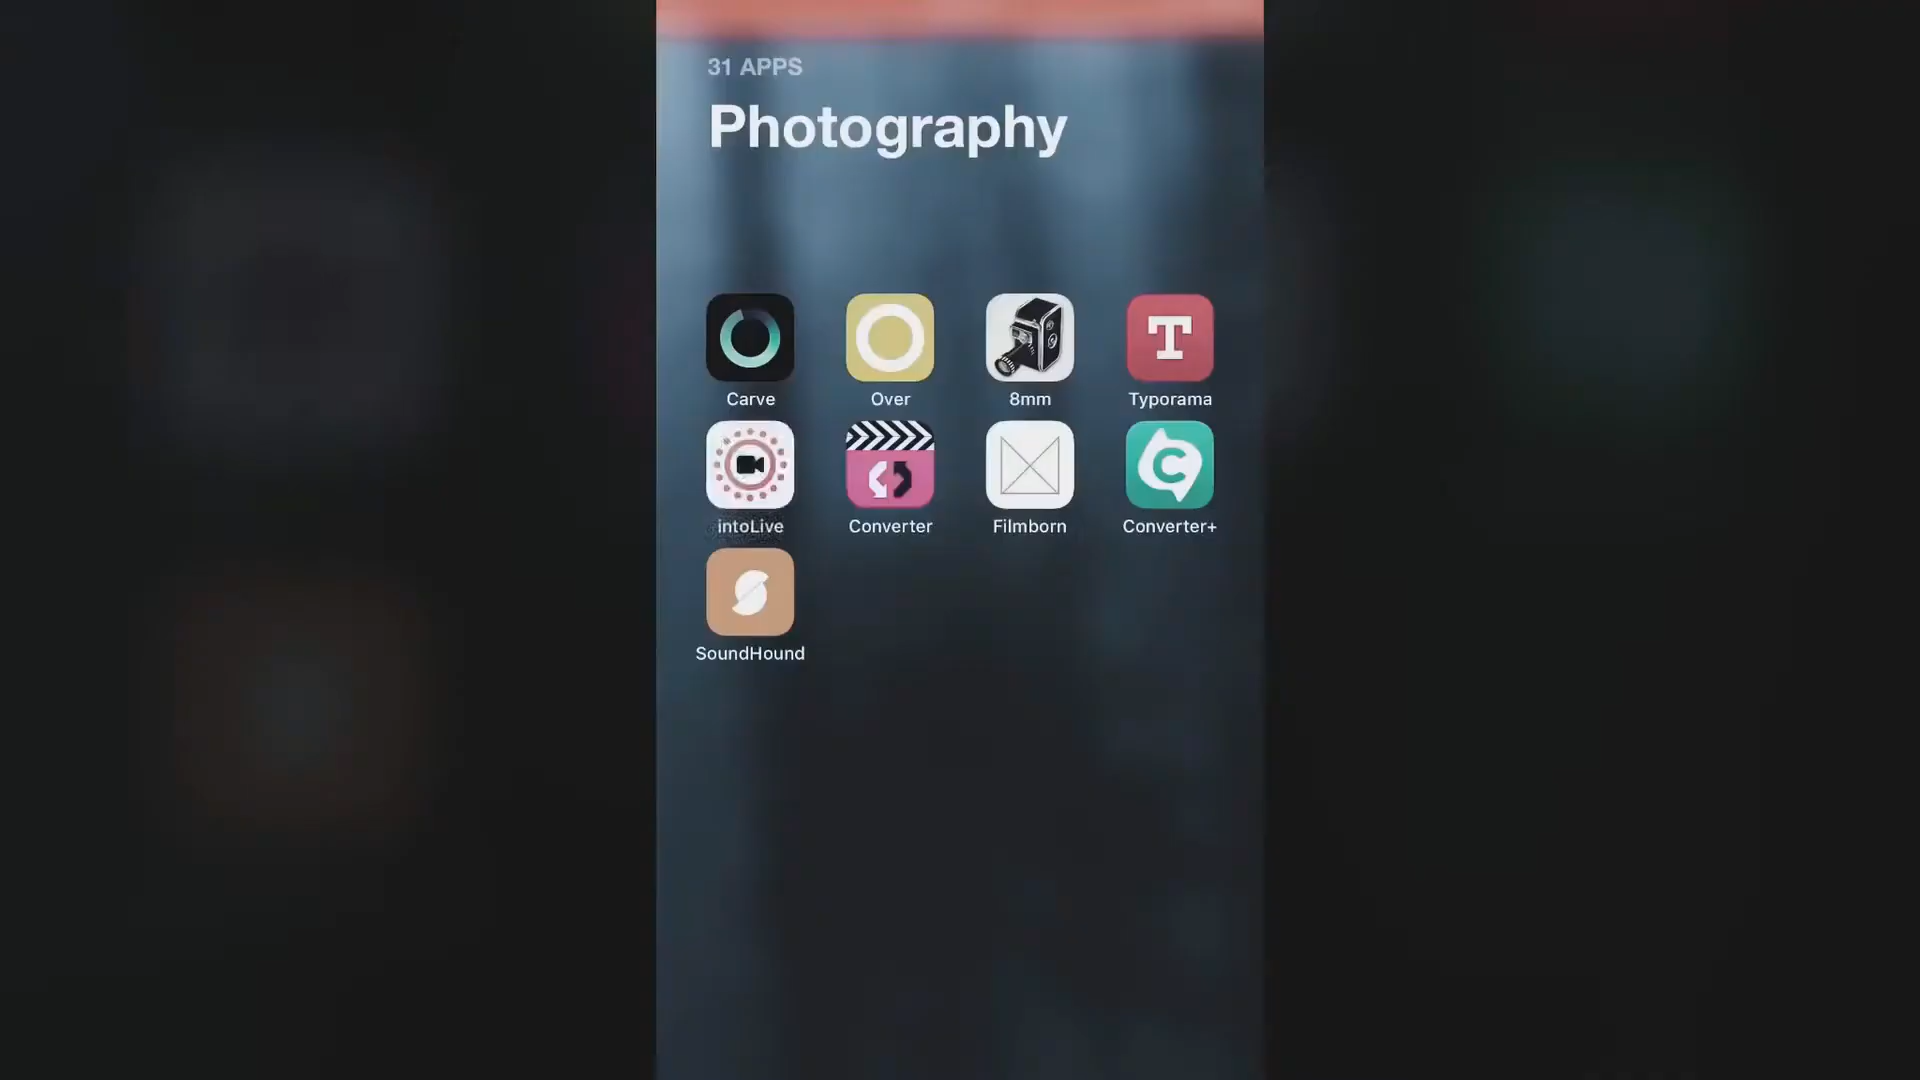 31 APPS
Photography
Carve Over 8mm Typorama
T
intoLive Converter Filmborn Converter+
C
SoundHound